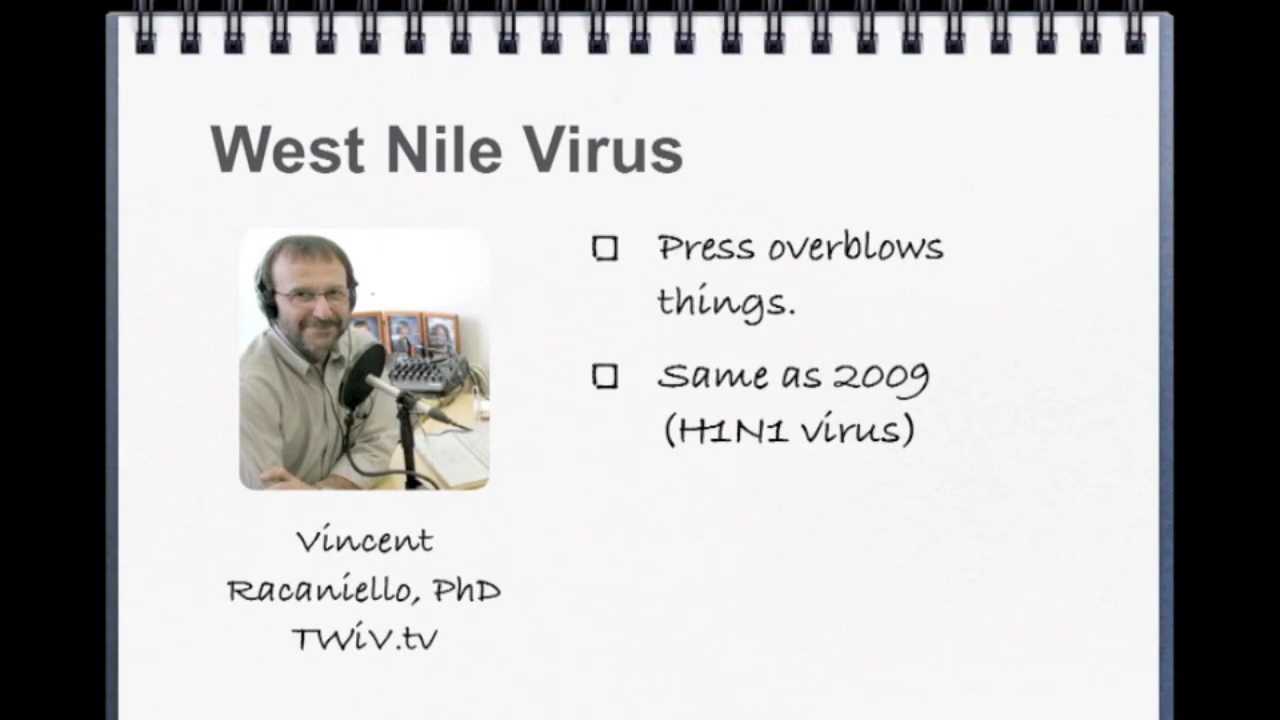 West Nile Virus
Press overblows
things.
Same as 2009
(H1N1 virus)
Vincent
Racaniello, PhD
TWiV.tv